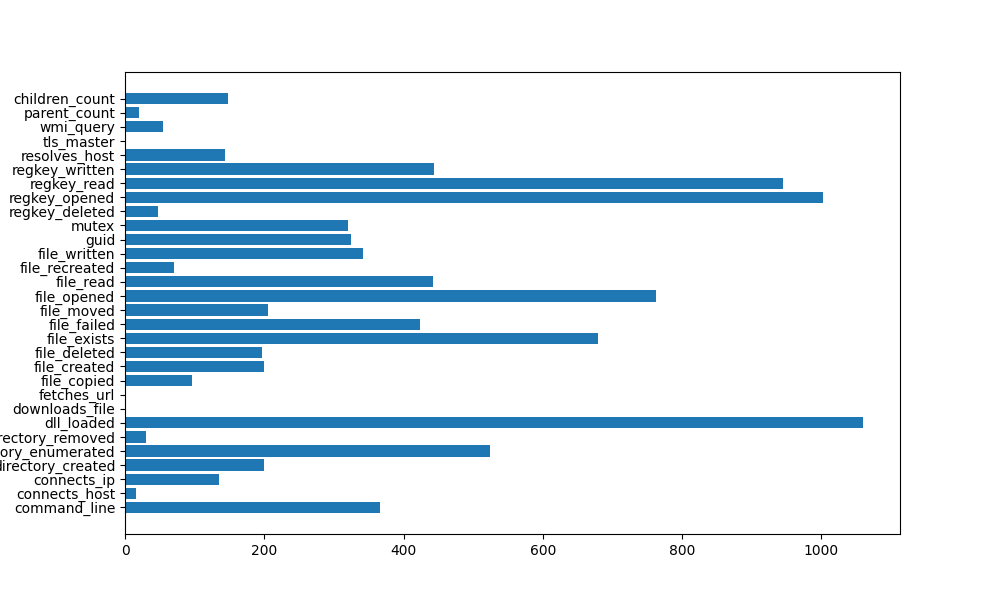 children_count
parent_count
wmi_query
tls_master
resolves_host
regkey_written
regkey_read
regkey_opened
regkey_deleted
mutex
guid
file_written
file_recreated
file_read
file_opened
file_moved
file_failed
file_exists
file_deleted
file_created
file_copied
fetches_url
downloads_file
dll_loaded
rectory_removed
ory_enumerated
directory_created
connects_ip
connects_host
command_line
0 200 400 600 800 1000